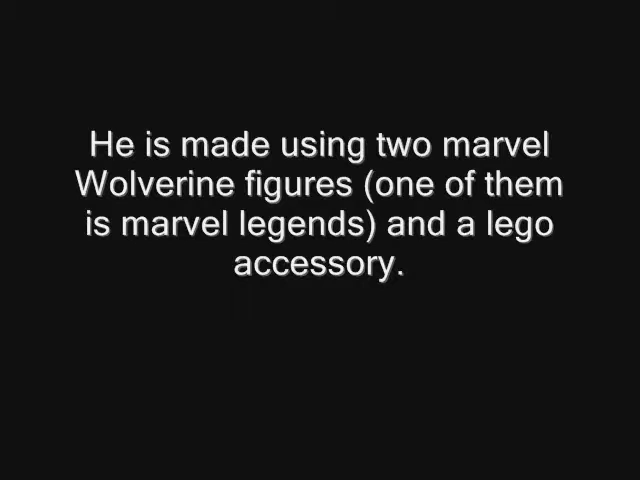 He is made using two marvel
Wolverine figures (one of them
is marvel legends) and a lego
accessory.